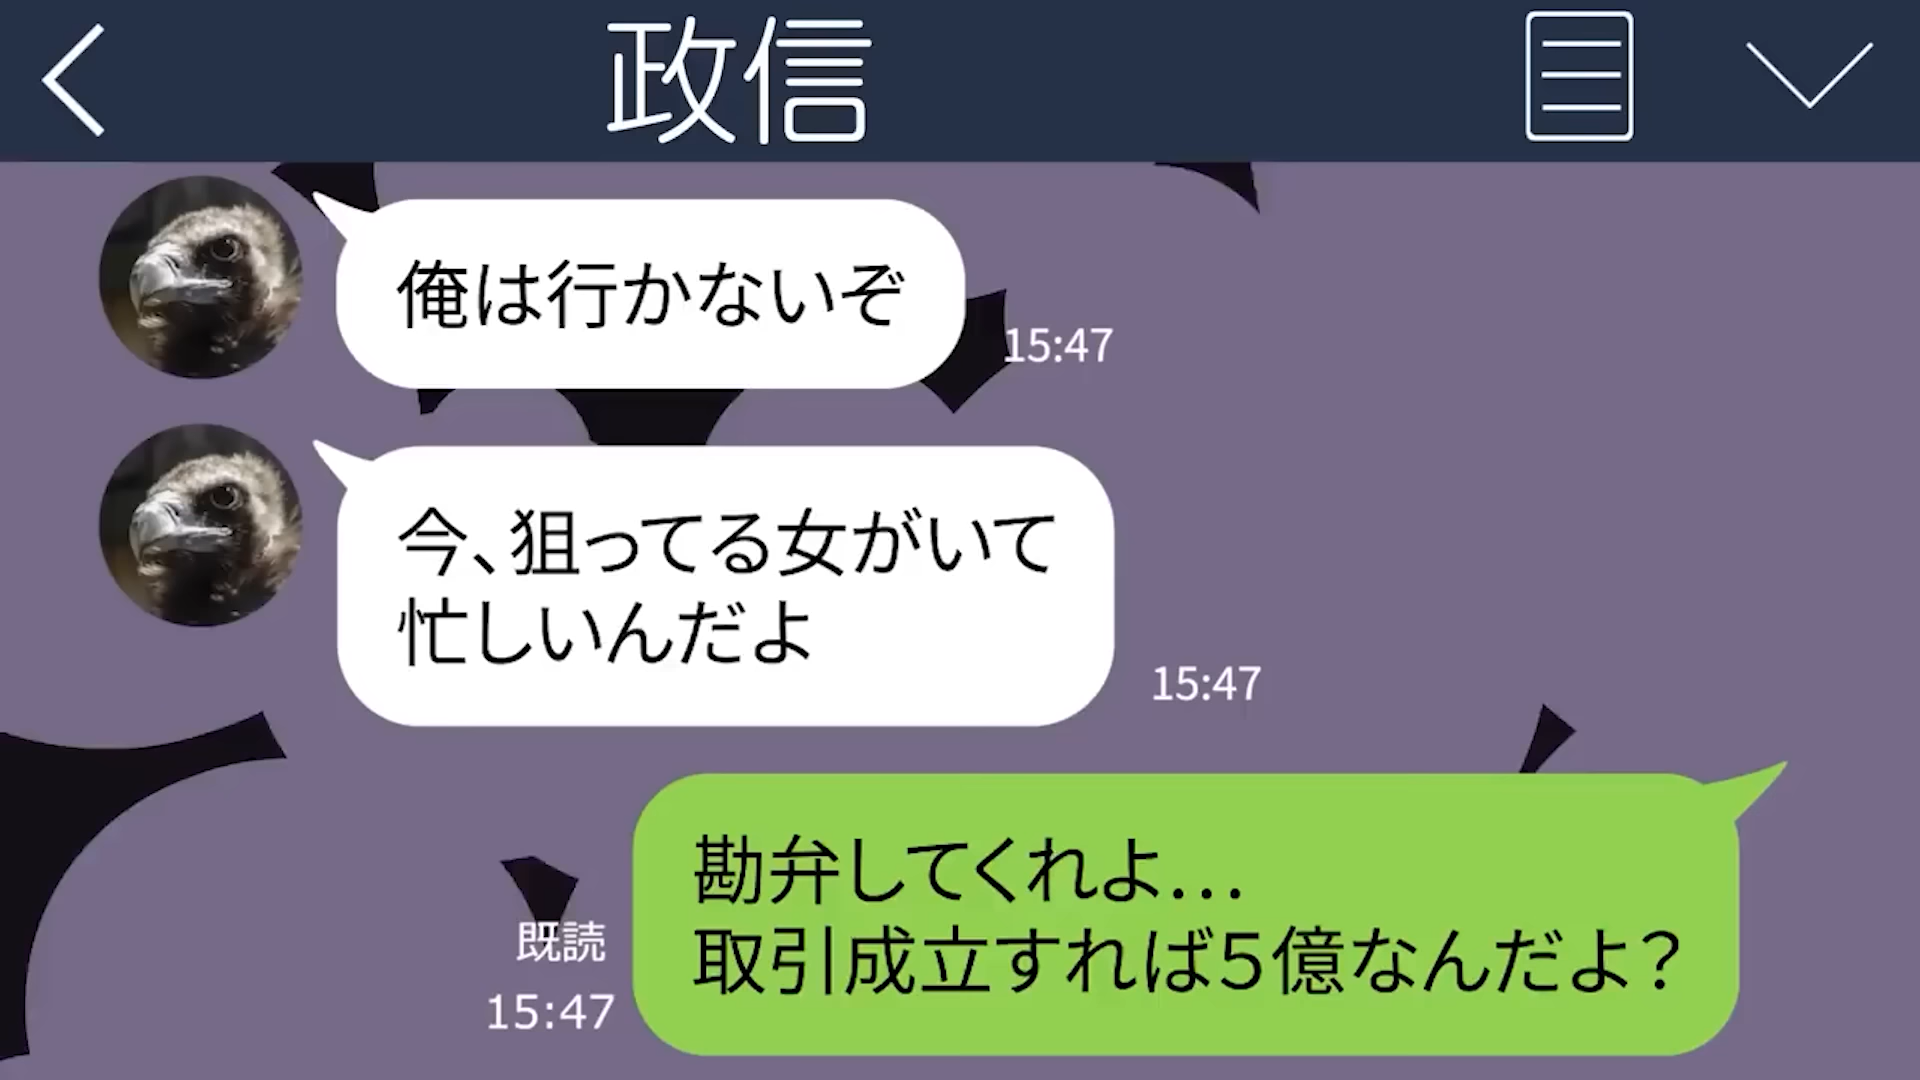 政信
俺は行かないぞ
15:47
今、狙ってる女がいて
忙しいんだよ
15:47
勘弁してくれよ…
取引成立すれば５億なんだよ？
既読
15:47